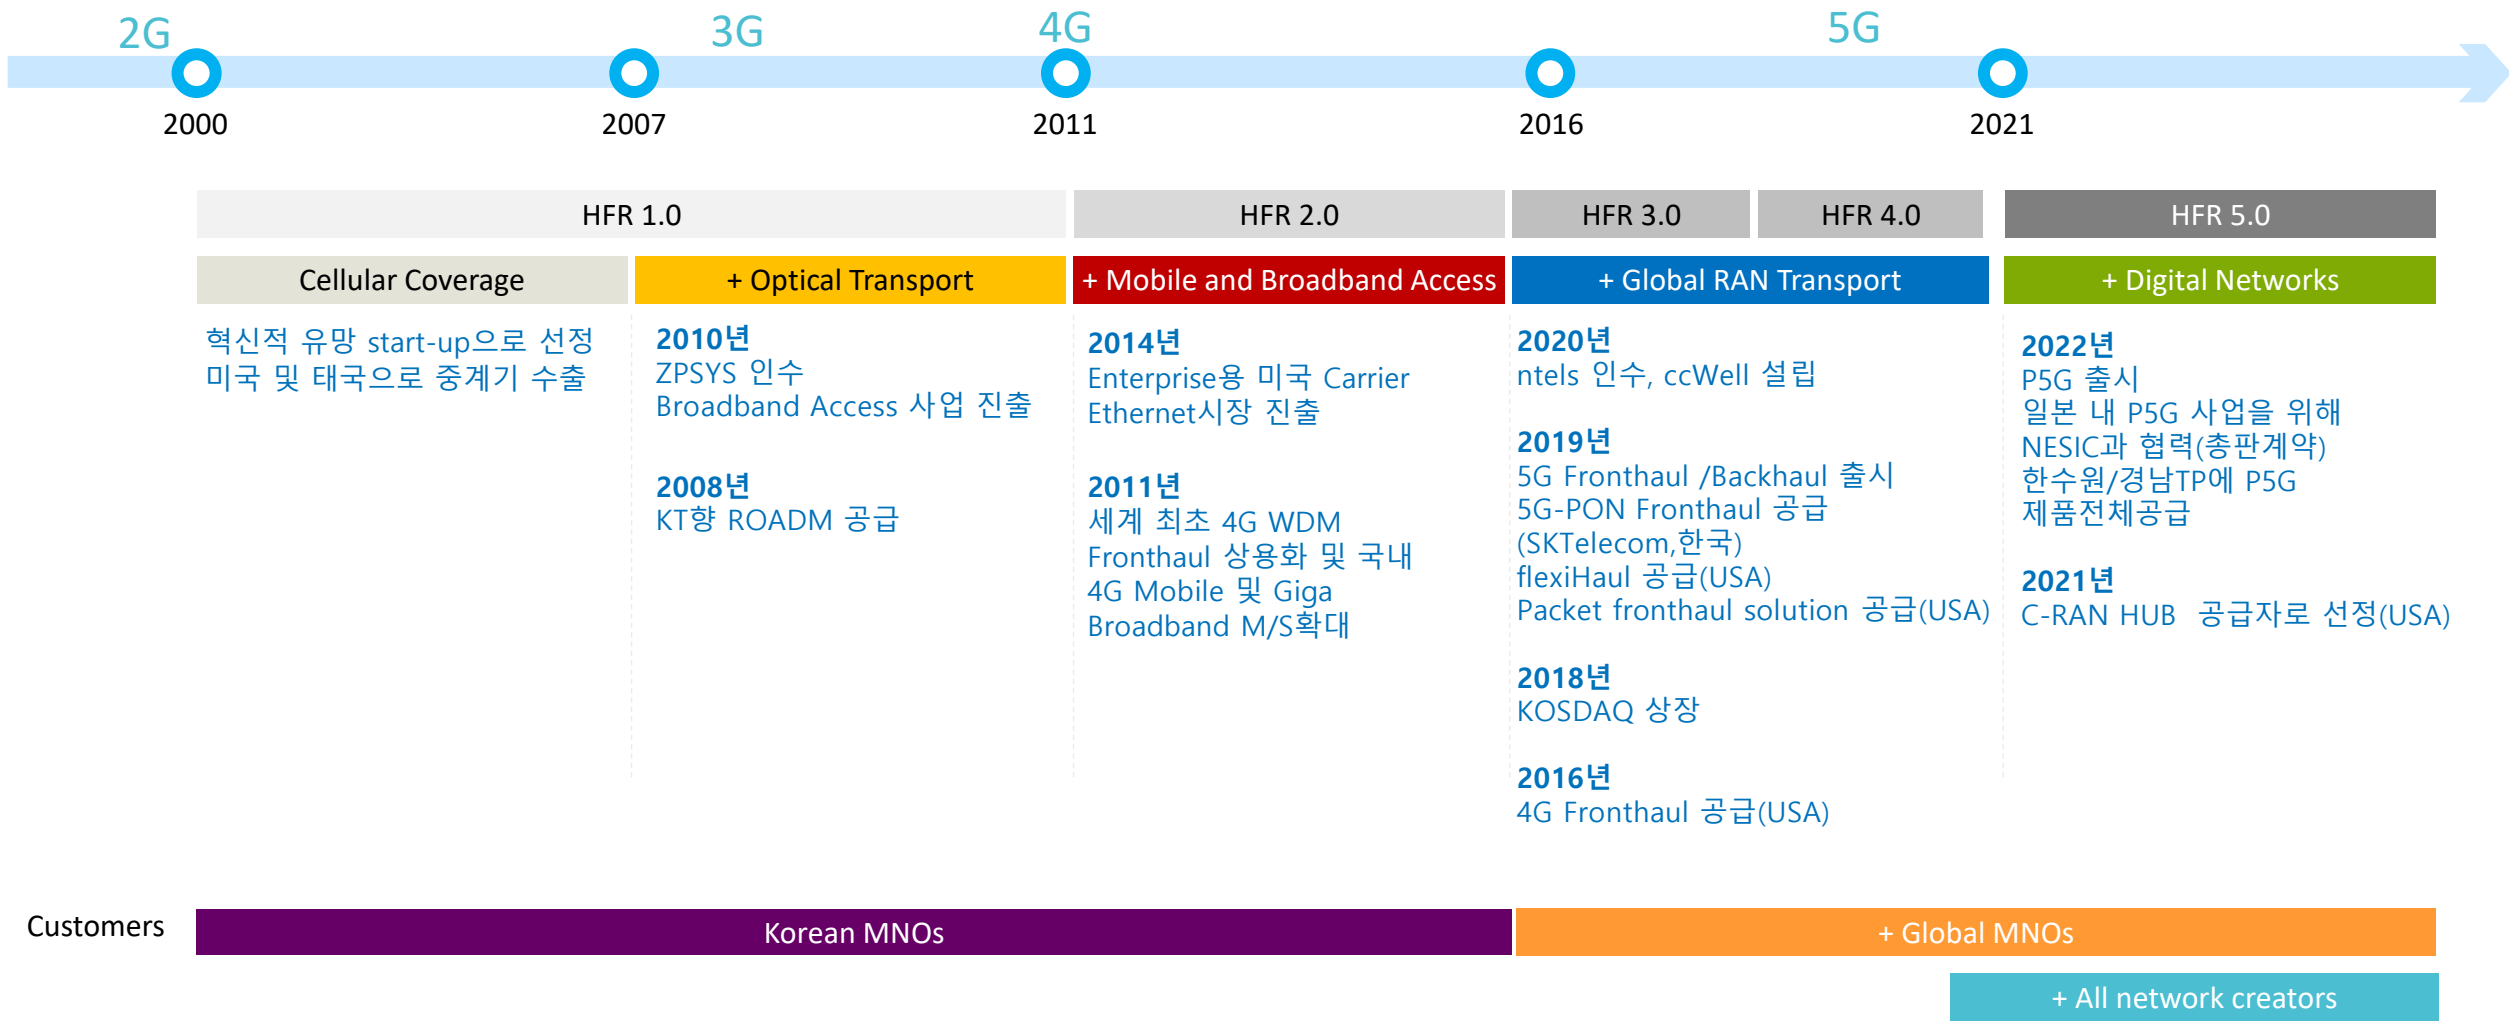 2G
3G
4G
5G
2000
2007
2011
2016
2021
HFR 1.0
HFR 2.0
HFR 3.0
HFR 4.0
HFR 5.0
Cellular Coverage
+ Optical Transport
+ Mobile and Broadband Access
+ Global RAN Transport
+ Digital Networks
혁신적 유망 start-up으로 선정
미국 및 태국으로 중계기 수출
2010년
ZPSYS 인수
Broadband Access 사업 진출
2008년
KT향 ROADM 공급
2014년
Enterprise용 미국 Carrier
Ethernet시장 진출
2011년
세계 최초 4G WDM
Fronthaul 상용화 및 국내
4G Mobile 및 Giga
Broadband M/S확대
2020년
ntels 인수, ccWell 설립
2019년
5G Fronthaul /Backhaul 출시
5G-PON Fronthaul 공급
(SKTelecom,한국)
flexiHaul 공급(USA)
Packet fronthaul solution 공급(USA)
2018년
KOSDAQ 상장
2016년
4G Fronthaul 공급(USA)
2022년
P5G 출시
일본 내 P5G 사업을 위해
NESIC과 협력(총판계약)
한수원/경남TP에 P5G
제품전체공급
2021년
C-RAN HUB 공급자로 선정(USA)
Customers
Korean MNOs
+ Global MNOs
+ All network creators